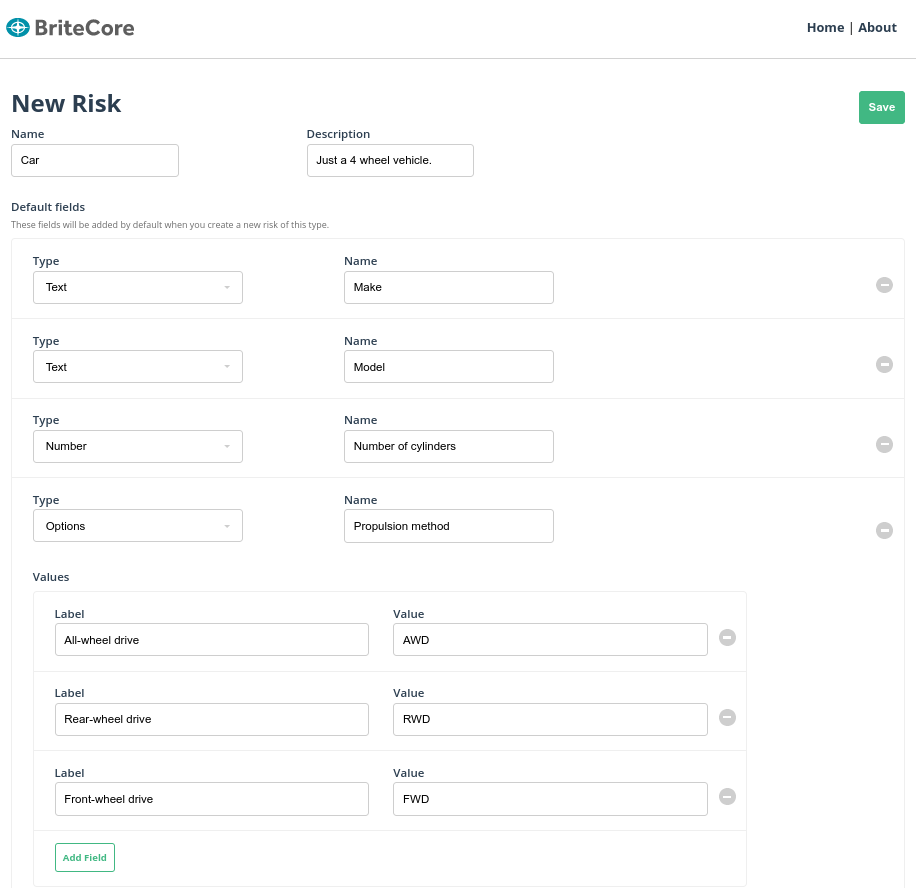 BriteCore
Home | About
New Risk
Save
Name
Description
Car
Just a 4 wheel vehicle.
Default fields
These fields will be added by default when you create a new risk of this type.
Type
Name
Text
Make
Type
Name
Text
Model
Type
Name
Number
Number of cylinders
Type
Name
Options
Propulsion method
Values
Label
Value
All-wheel drive
AWD
Label
Value
Rear-wheel drive
RWD
Label
Value
Front-wheel drive
FWD
Add Field